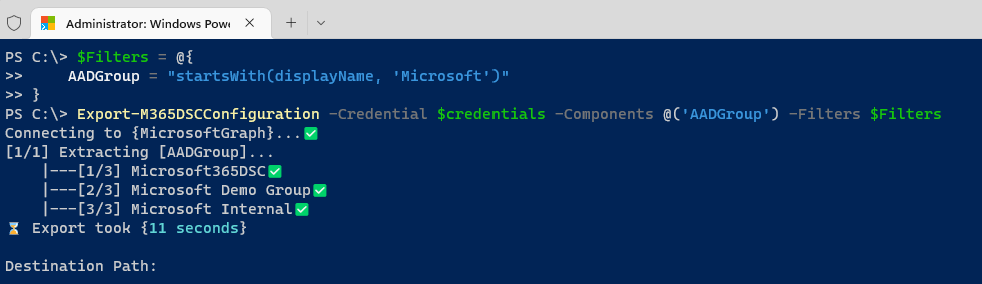 Administrator: Windows Powe
PS C:\> $Filters = @{
>>     AADGroup = "startsWith(displayName, 'Microsoft')"
>> }
PS C:\> Export-M365DSCConfiguration -Credential $credentials -Components @('AADGroup') -Filters $Filters
Connecting to {MicrosoftGraph}...✅
[1/1] Extracting [AADGroup]...
    |---[1/3] Microsoft365DSC✅
    |---[2/3] Microsoft Demo Group✅
    |---[3/3] Microsoft Internal✅
⌛ Export took {11 seconds}
Destination Path: